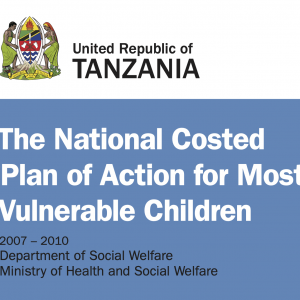 United Republic of
TANZANIA
The National Costed
Plan of Action for Most
Vulnerable Children
2007 – 2010
Department of Social Welfare
Ministry of Health and Social Welfare